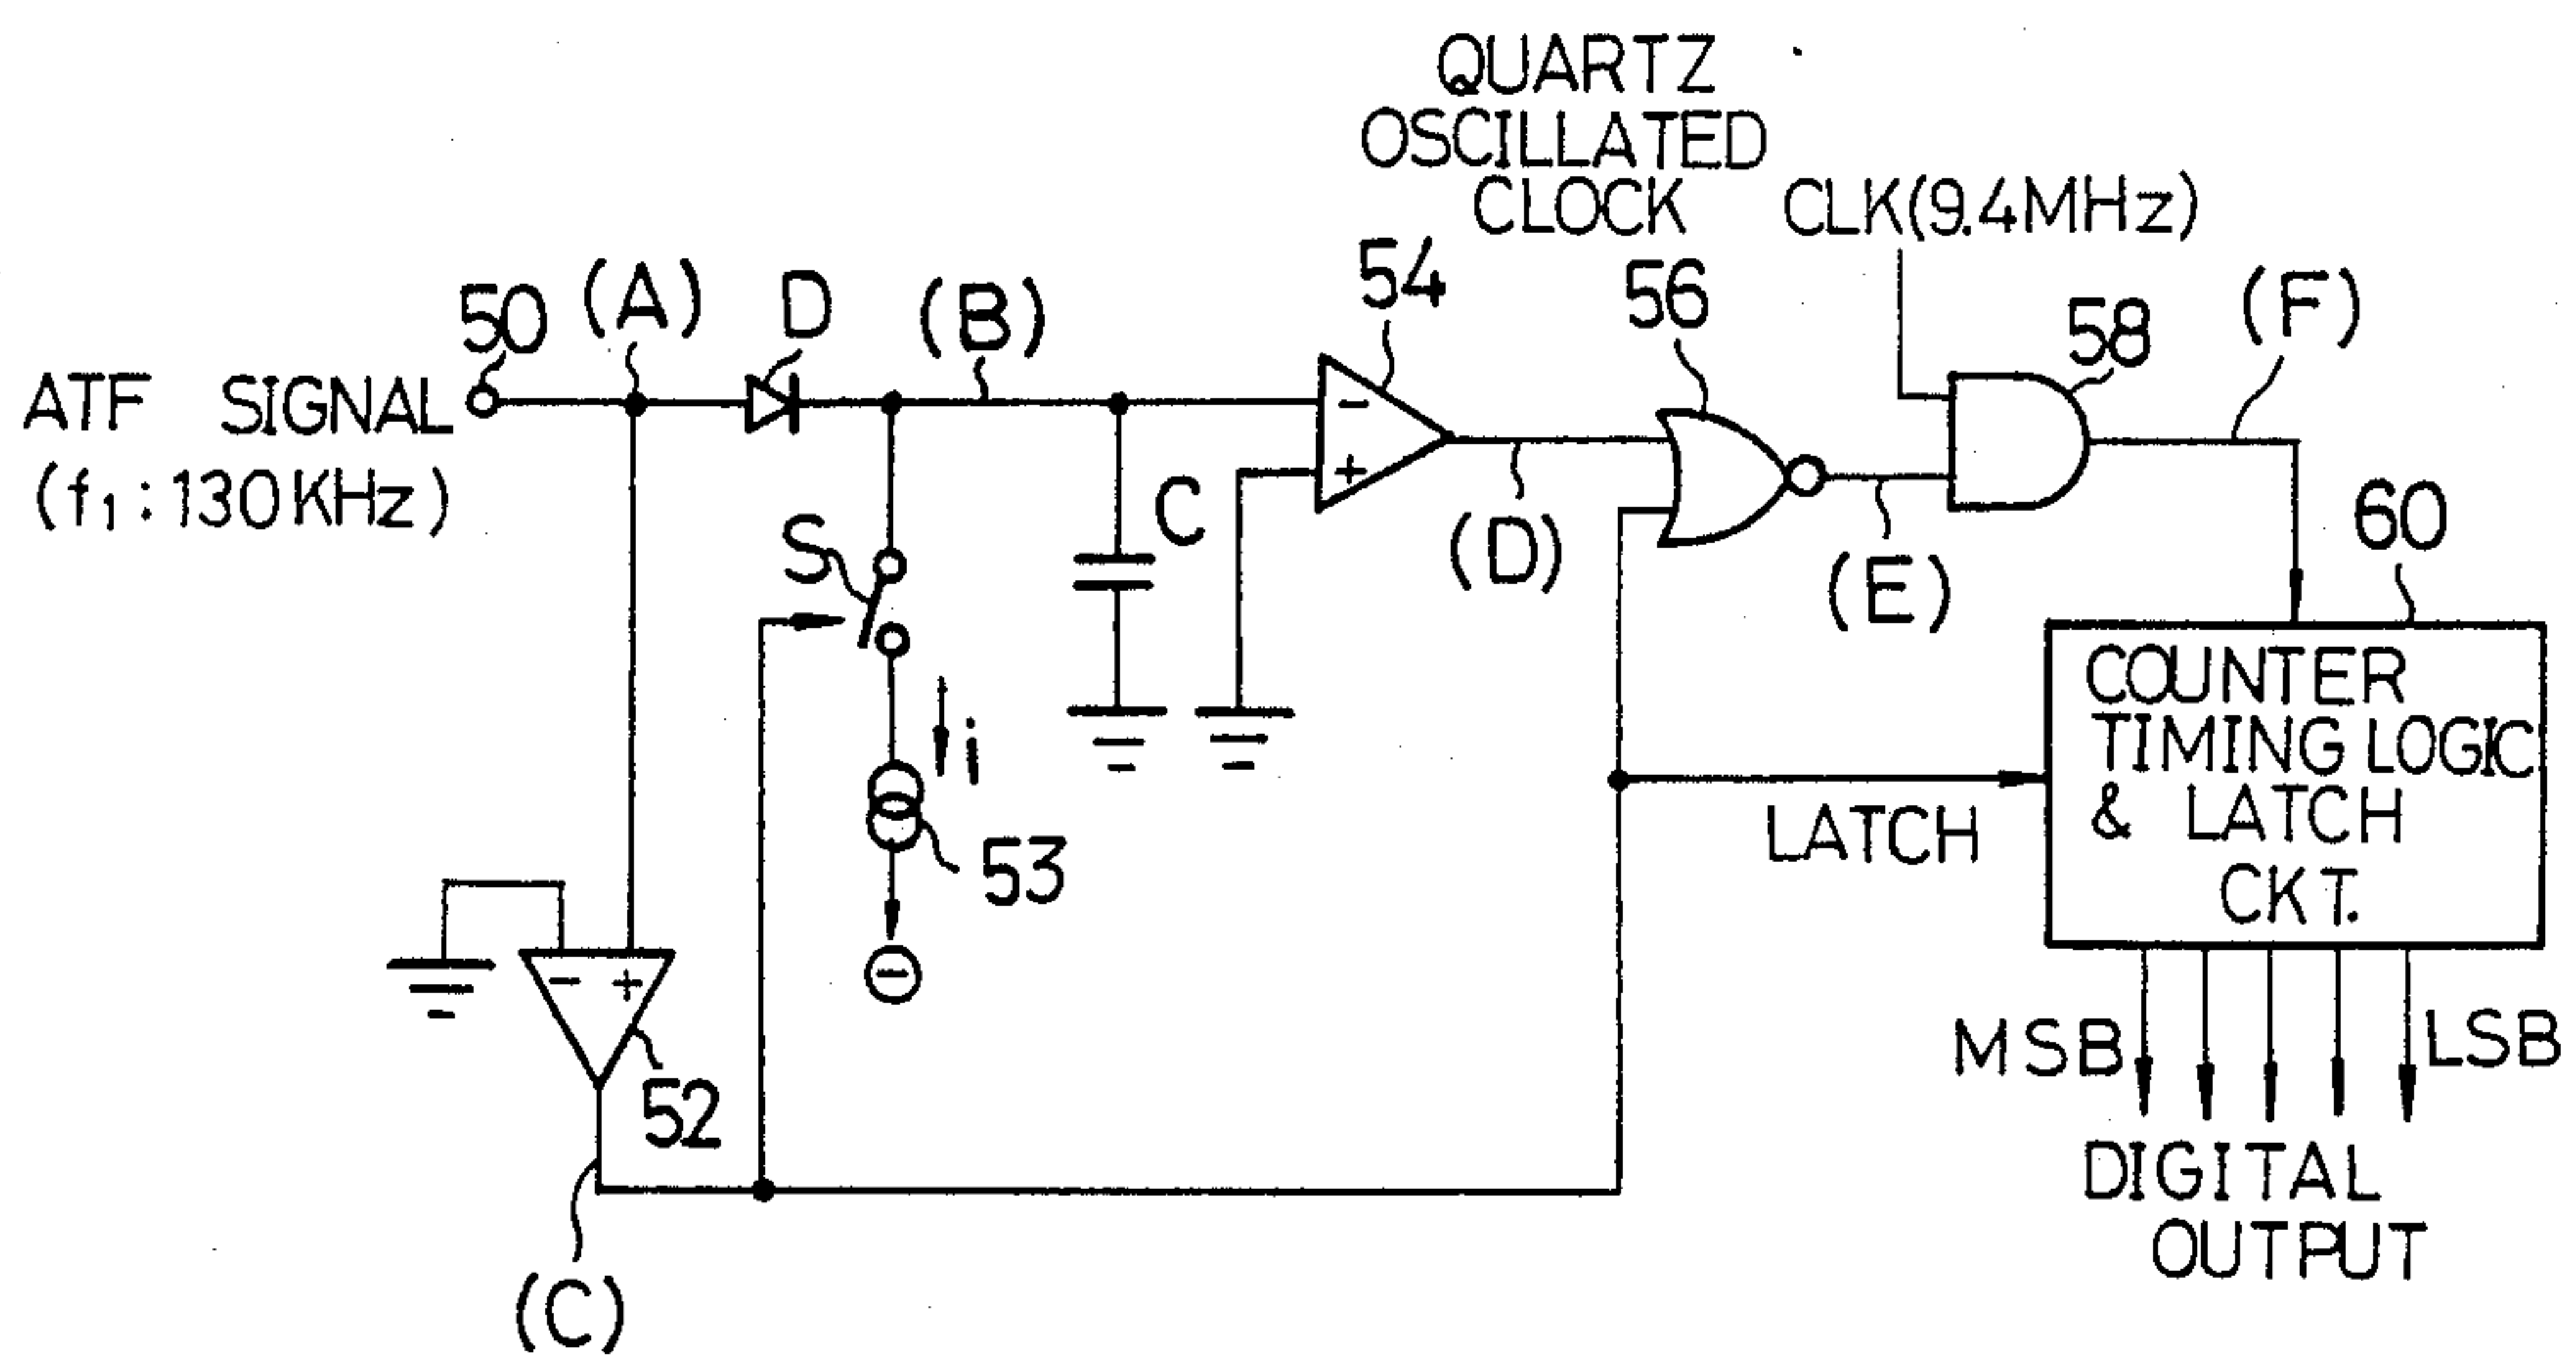 QUARTZ
OSCILLATED
CLOCK
CLK(9.4MHz)
54
56
58
(F)
50
(A)
D
(B)
ATF SIGNAL
(f1:130KHz)
-
+
(D)
(E)
60
S
C
i
53
-
COUNTER
TIMING LOGIC
& LATCH
CKT.
LATCH
- +
52
MSB
LSB
DIGITAL
OUTPUT
(C)